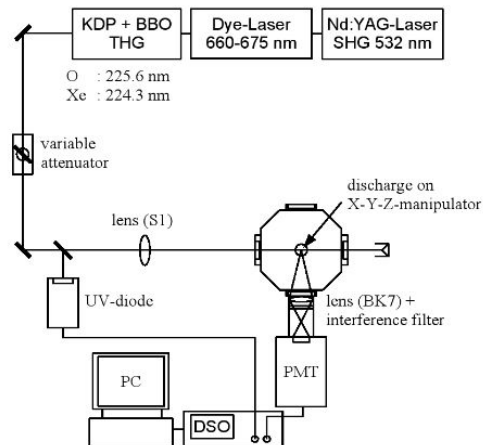 KDP + BBO
THG
Dye-Laser
660-675 nm
Nd:YAG-Laser
SHG 532 nm
O : 225.6 nm
Xe : 224.3 nm
variable
attenuator
lens (S1)
discharge on
X-Y-Z-manipulator
UV-diode
lens (BK7) +
interference filter
PC
PMT
DSO